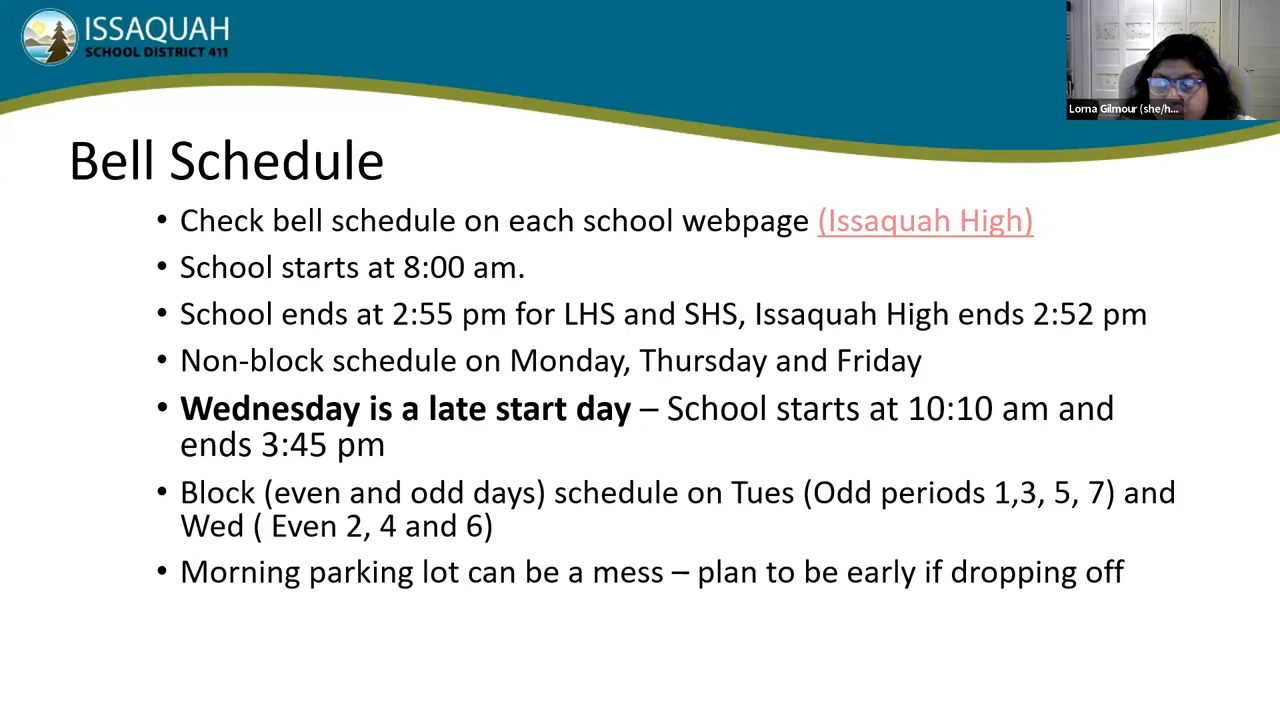 ISSAQUAH
SCHOOL DISTRICT 411
Lorna Gilmour (she/h...
Bell Schedule
• Check bell schedule on each school webpage (Issaquah High)
• School starts at 8:00 am.
• School ends at 2:55 pm for LHS and SHS, Issaquah High ends 2:52 pm
• Non-block schedule on Monday, Thursday and Friday
• Wednesday is a late start day – School starts at 10:10 am and
ends 3:45 pm
• Block (even and odd days) schedule on Tues (Odd periods 1,3, 5, 7) and
Wed ( Even 2, 4 and 6)
• Morning parking lot can be a mess – plan to be early if dropping off